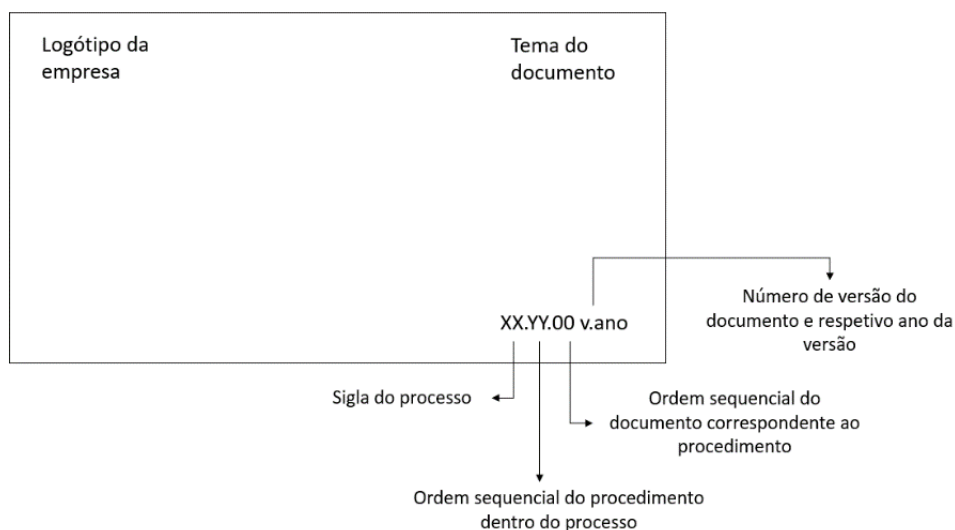 Logótipo da
empresa
Tema do
documento
XX.YY.00 v.ano
Número de versão do
documento e respetivo ano da
versão
Sigla do processo
Ordem sequencial do
documento correspondente ao
procedimento
Ordem sequencial do procedimento
dentro do processo